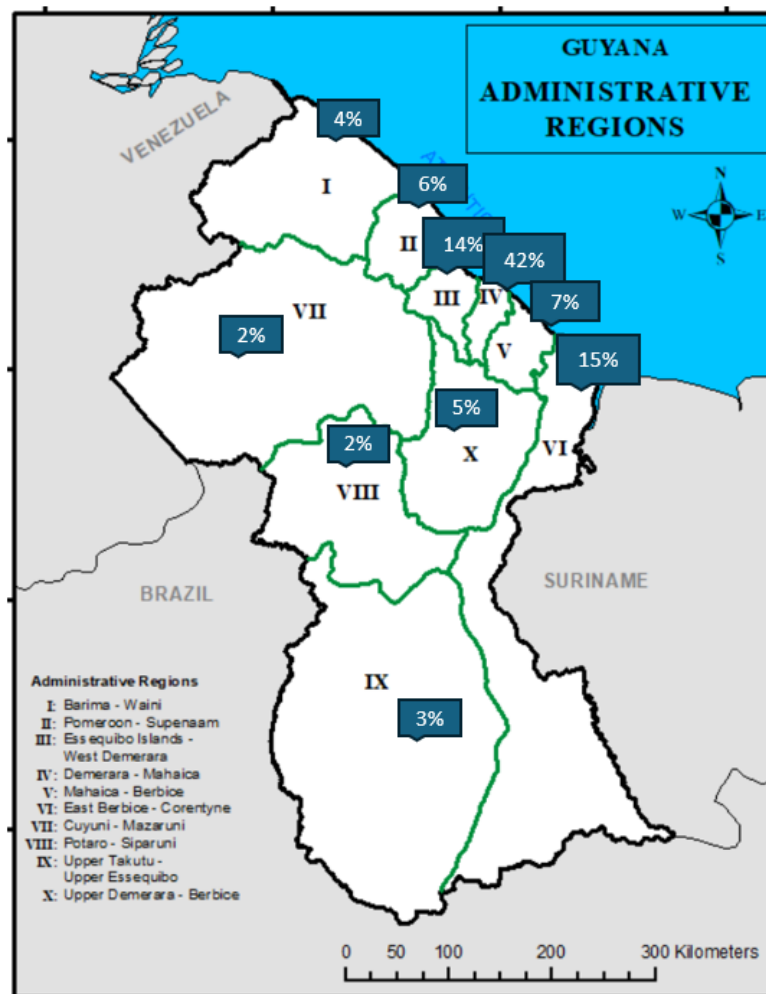 GUYANA
ADMINISTRATIVE
REGIONS
VENEZUELA
4%
I
6%
N
W
E
S
II
14%
42%
III
IV
7%
VII
V
2%
15%
5%
2%
X
VI
VIII
BRAZIL
SURINAME
IX
3%
Administrative Regions
I: Barima - Waini
II: Pomeroon - Supenaam
III: Essequibo Islands -
West Demerara
IV: Demerara - Mahaica
V: Mahaica - Berbice
VI: East Berbice - Corentyne
VII: Cuyuni - Mazaruni
VIII: Potaro - Siparuni
IX: Upper Takutu -
Upper Essequibo
X: Upper Demerara - Berbice
0 50 100 200 300 Kilometers